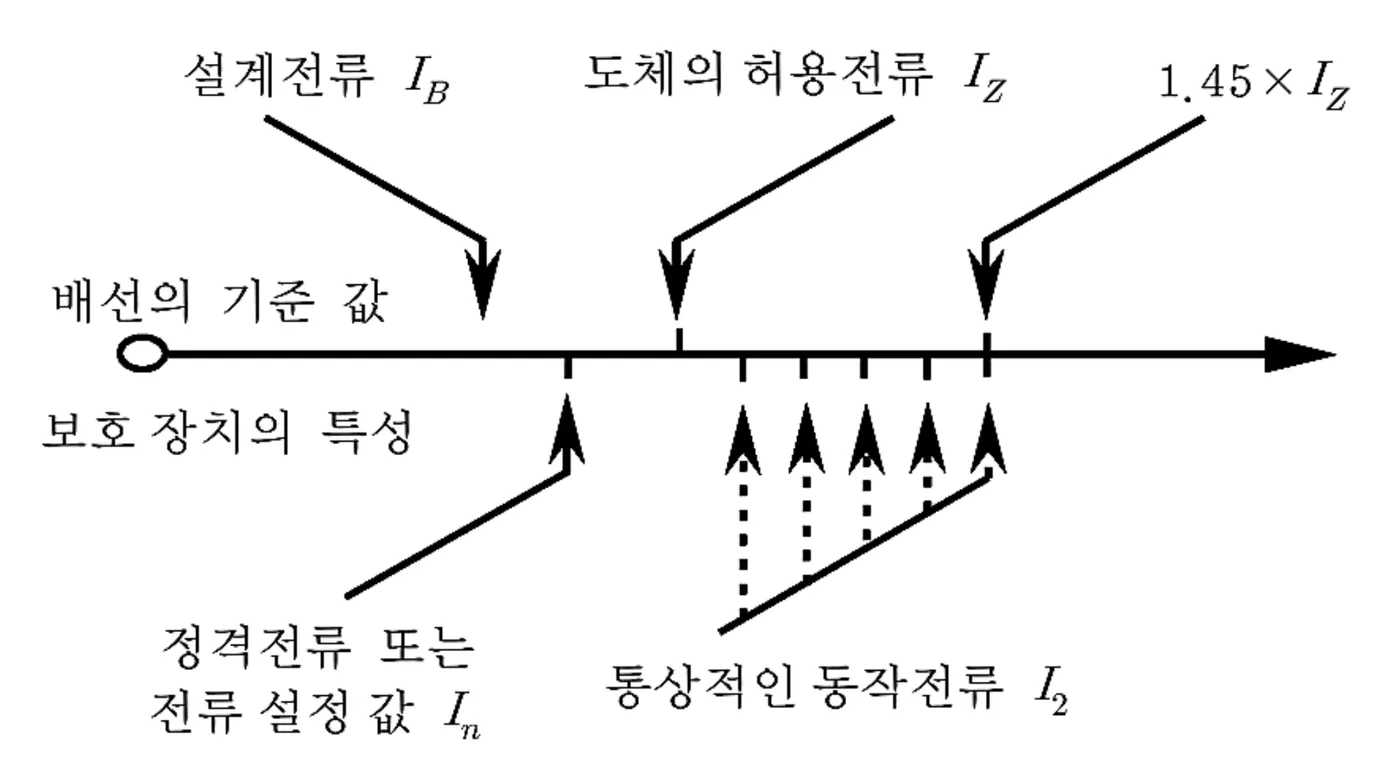 설계전류 I_B
도체의 허용전류 I_Z
1.45×I_Z
배선의 기준 값
보호 장치의 특성
정격전류 또는
전류 설정 값 I_n
통상적인 동작전류 I_2